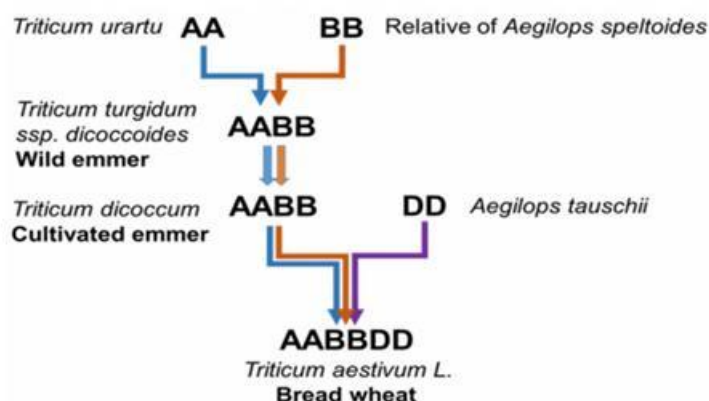 Triticum urartu AA BB Relative of Aegilops speltoides
Triticum turgidum
ssp. dicoccoides
Wild emmer
AABB
Triticum dicoccum
Cultivated emmer
AABB
DD Aegilops tauschii
AABBDD
Triticum aestivum L.
Bread wheat